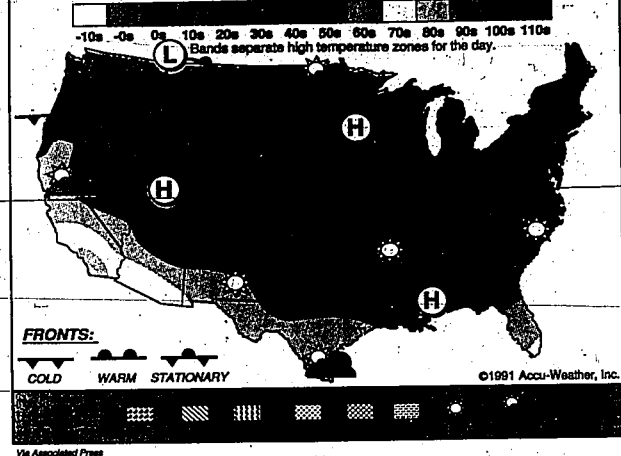 -10s -0s 0s 10s 20s 30s 40s 50s 60s 70s 80s 90s 100s 110s
Bands separate high temperature zones for the day.
L
H
H
H
FRONTS:
COLD WARM STATIONARY
©1991 Accu-Weather, Inc.
Via Associated Press